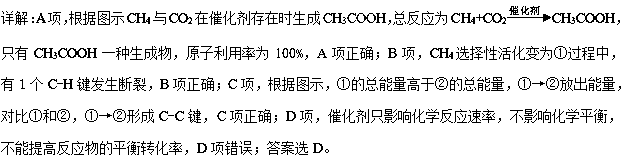 详解:A项,根据图示CH4与CO2在催化剂存在时生成CH3COOH,总反应为CH4+CO2催化剂→CH3COOH,
只有CH3COOH一种生成物,原子利用率为100%,A项正确;B项,CH4选择性活化变为①过程中,
有1个C-H键发生断裂,B项正确;C项,根据图示,①的总能量高于②的总能量,①→②放出能量,
对比①和②,①→②形成C-C键,C项正确;D项,催化剂只影响化学反应速率,不影响化学平衡,
不能提高反应物的平衡转化率,D项错误;答案选D。